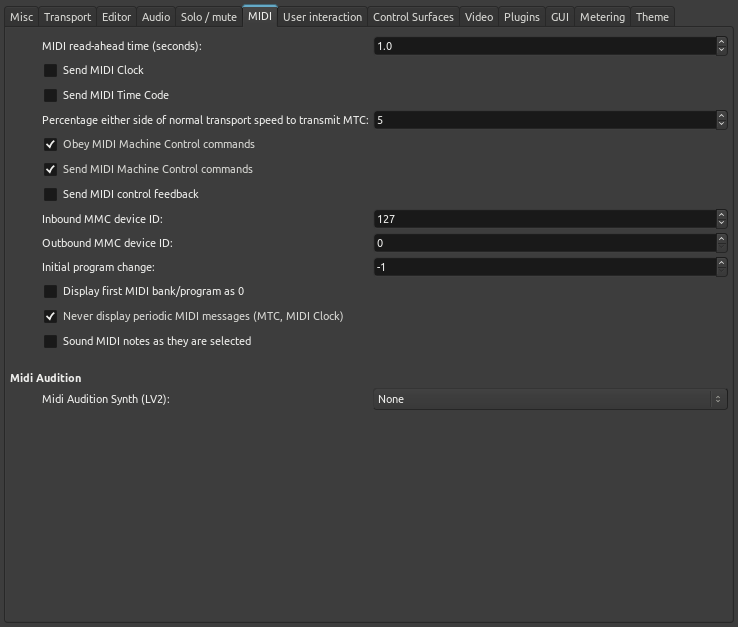 Misc Transport Editor Audio Solo / mute MIDI User interaction Control Surfaces Video Plugins GUI Metering Theme
MIDI read-ahead time (seconds): 1.0
Send MIDI Clock
Send MIDI Time Code
Percentage either side of normal transport speed to transmit MTC: 5
Obey MIDI Machine Control commands
Send MIDI Machine Control commands
Send MIDI control feedback
Inbound MMC device ID: 127
Outbound MMC device ID: 0
Initial program change: -1
Display first MIDI bank/program as 0
Never display periodic MIDI messages (MTC, MIDI Clock)
Sound MIDI notes as they are selected
Midi Audition
Midi Audition Synth (LV2): None